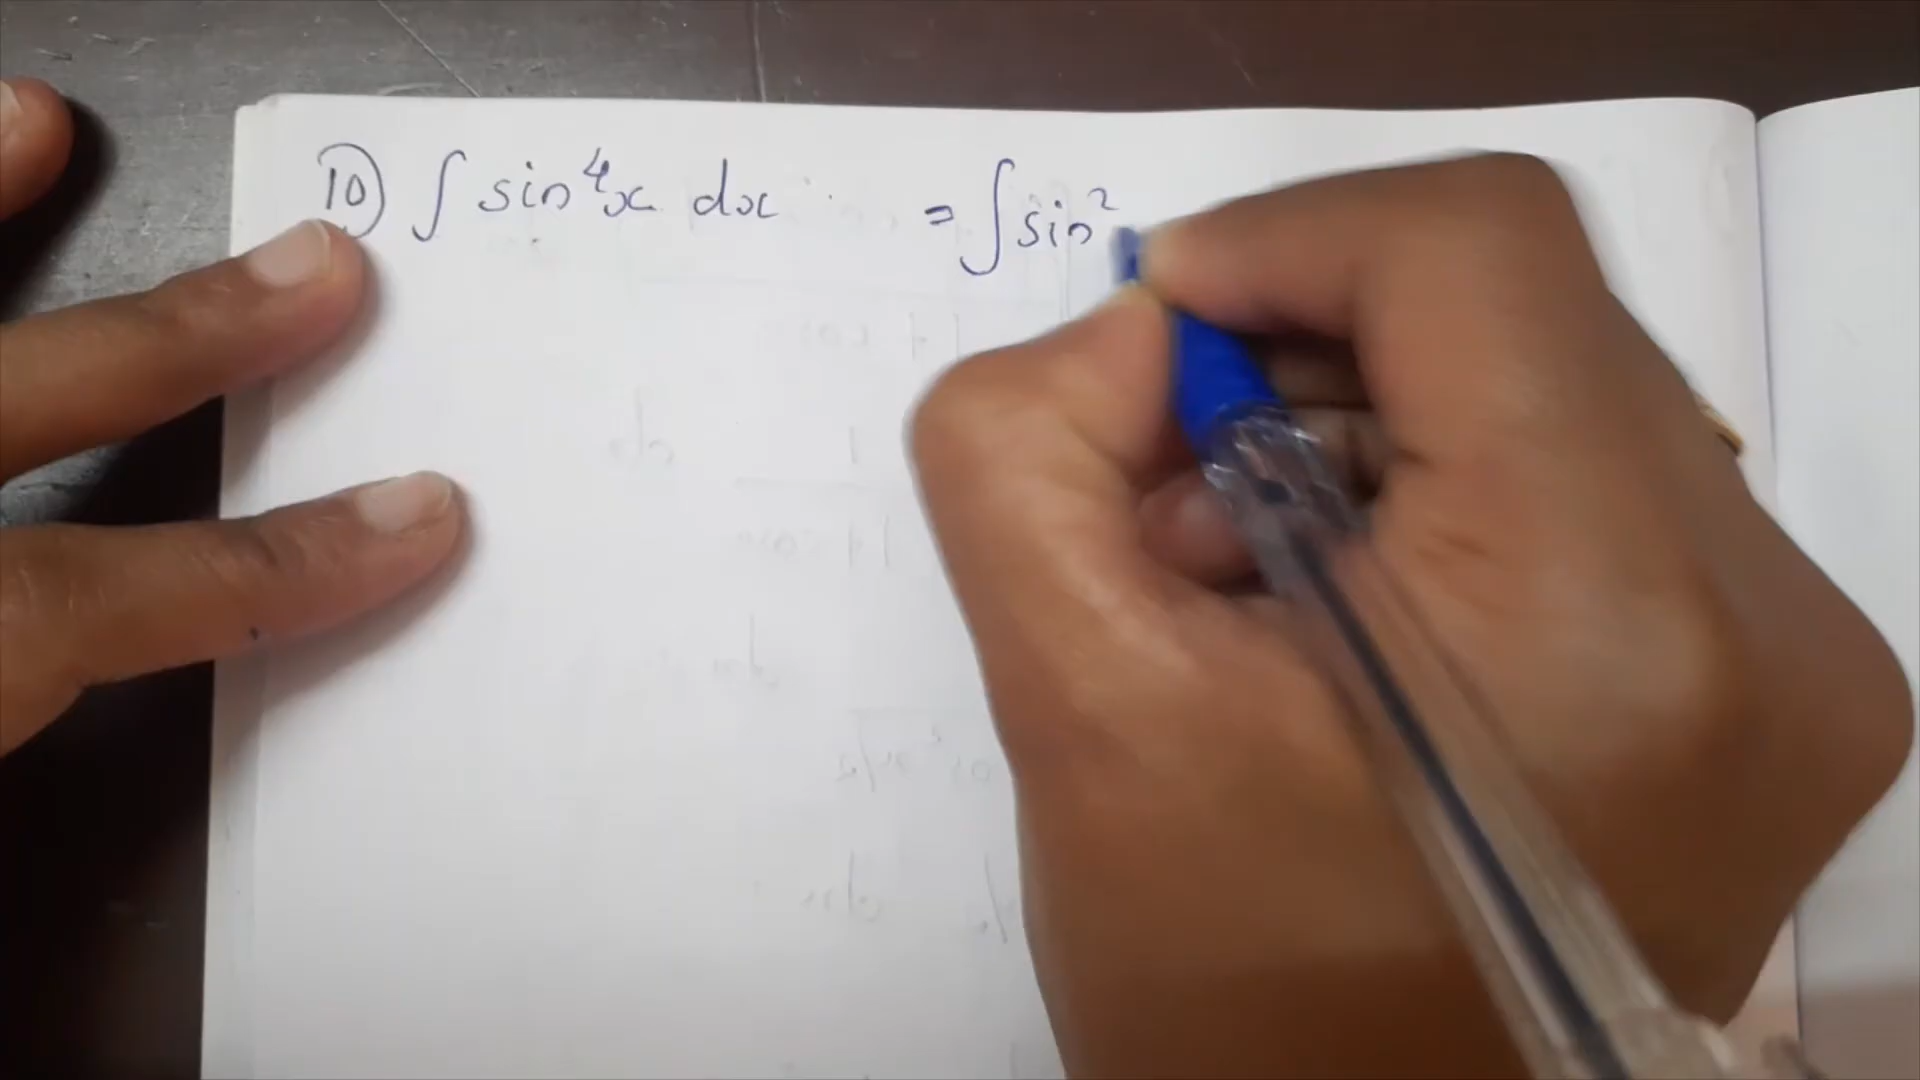 10) ∫ sin⁴x dx = ∫ sin²